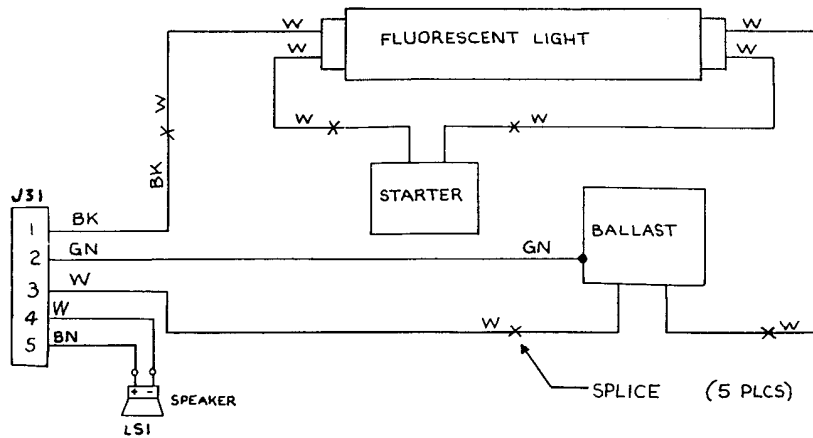 W
W
FLUORESCENT LIGHT
W
W
W
W
W
BK
STARTER
J31
1 BK
2 GN
GN
BALLAST
3 W
4 W
5 BN
W
W
SPLICE (5 PLCS)
+ -
SPEAKER
LS1